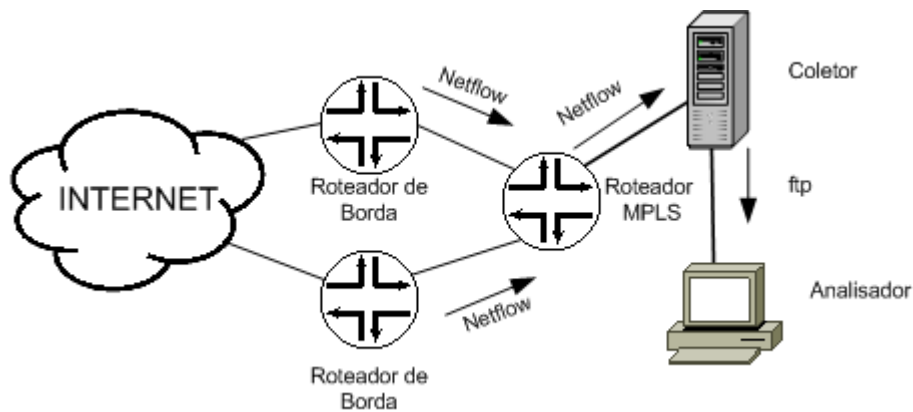 Netflow
Netflow
Coletor
INTERNET
Roteador de
Borda
Roteador
MPLS
ftp
Netflow
Analisador
Roteador de
Borda